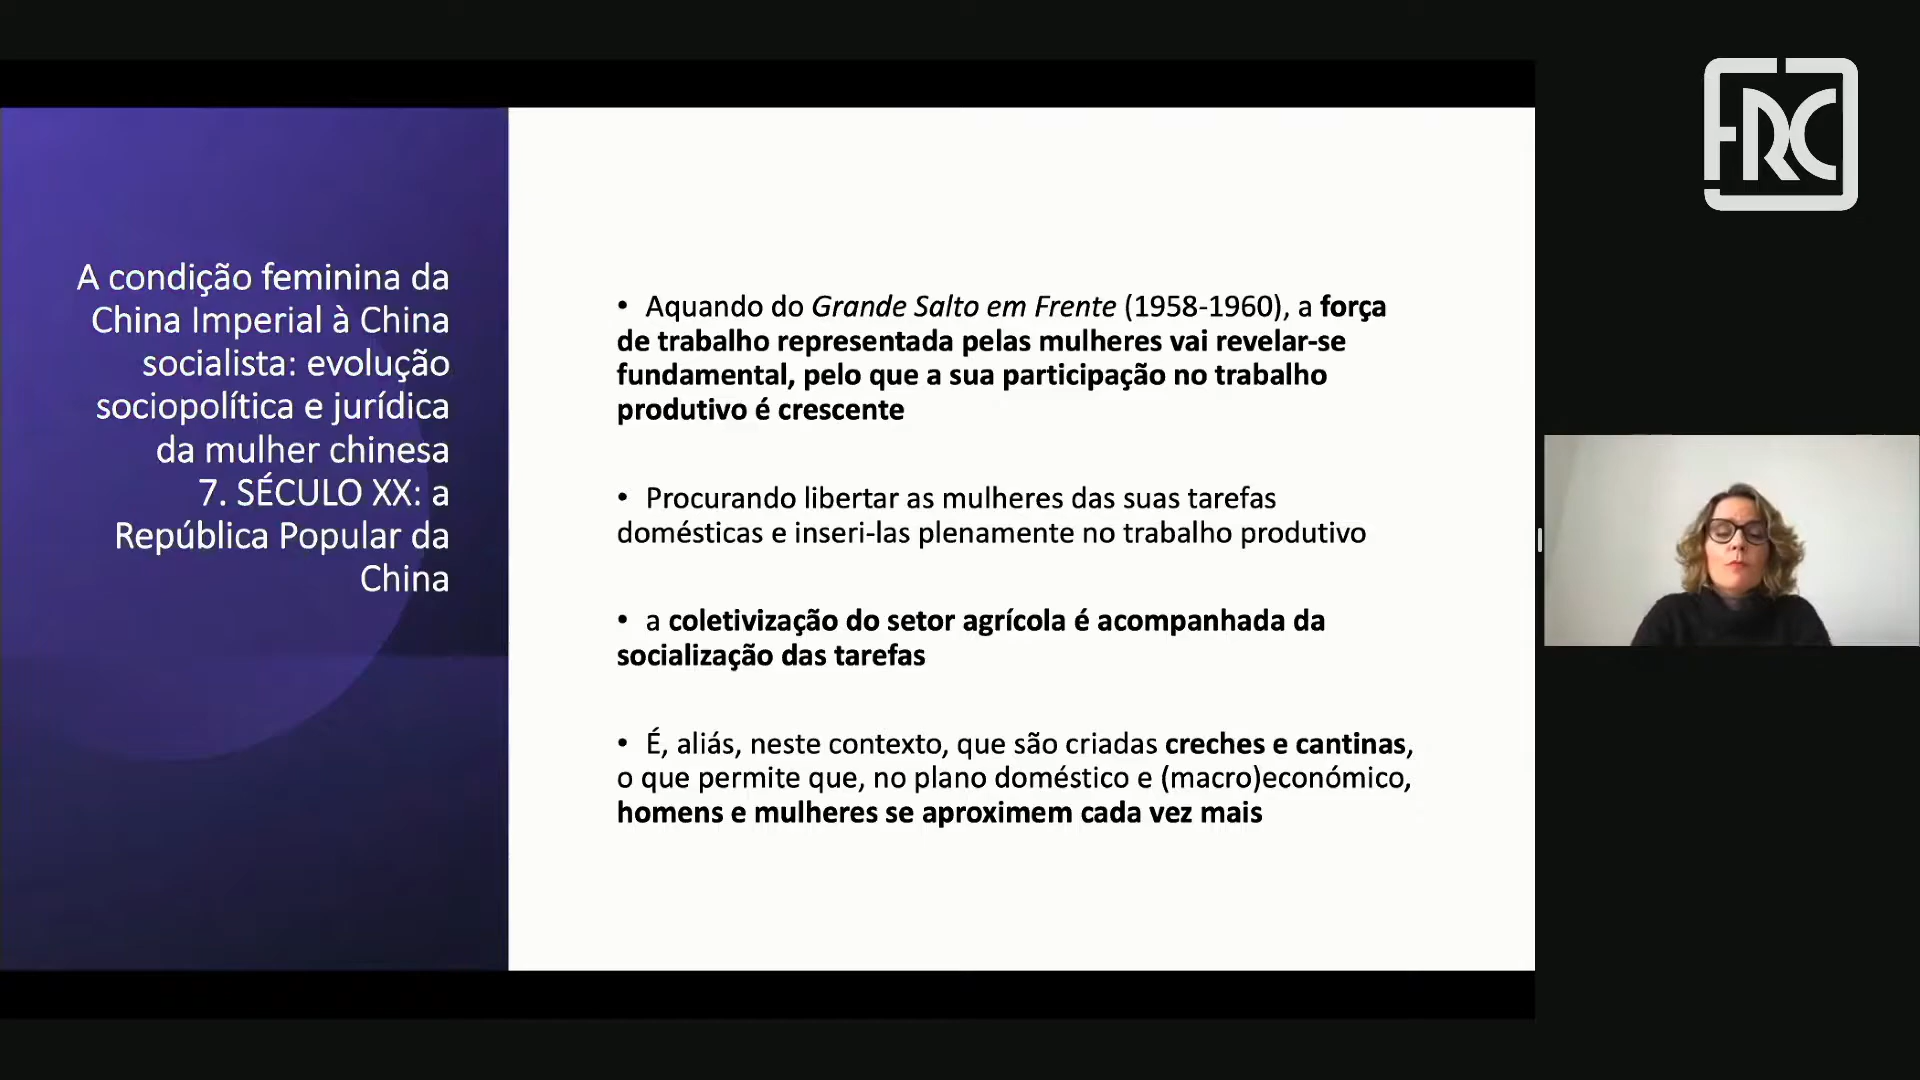 FRC
A condição feminina da
China Imperial à China
socialista: evolução
sociopolítica e jurídica
da mulher chinesa
7. SÉCULO XX: a
República Popular da
China
• Aquando do Grande Salto em Frente (1958-1960), a força
de trabalho representada pelas mulheres vai revelar-se
fundamental, pelo que a sua participação no trabalho
produtivo é crescente
• Procurando libertar as mulheres das suas tarefas
domésticas e inseri-las plenamente no trabalho produtivo
• a coletivização do setor agrícola é acompanhada da
socialização das tarefas
• É, aliás, neste contexto, que são criadas creches e cantinas,
o que permite que, no plano doméstico e (macro)económico,
homens e mulheres se aproximem cada vez mais